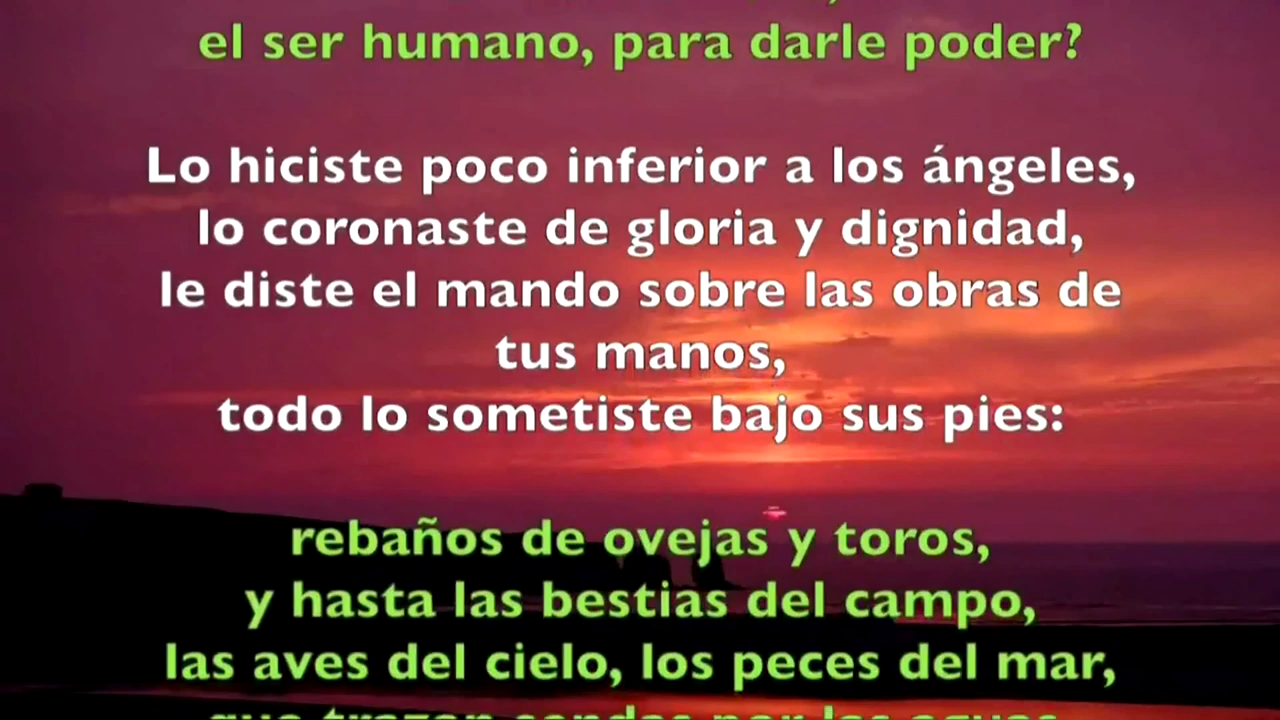 el ser humano, para darle poder?
Lo hiciste poco inferior a los ángeles,
lo coronaste de gloria y dignidad,
le diste el mando sobre las obras de
tus manos,
todo lo sometiste bajo sus pies:
rebaños de ovejas y toros,
y hasta las bestias del campo,
las aves del cielo, los peces del mar,